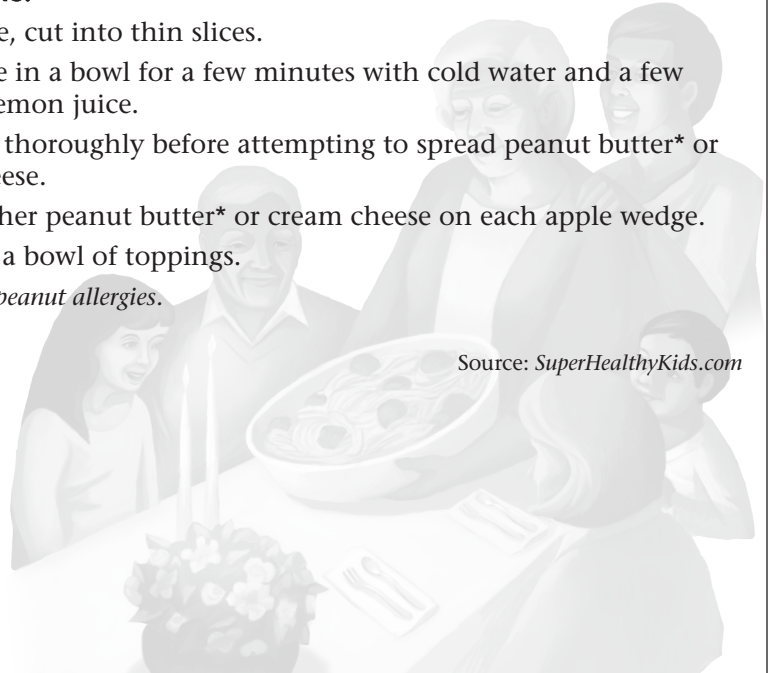 e, cut into thin slices.
e in a bowl for a few minutes with cold water and a few
emon juice.
thoroughly before attempting to spread peanut butter* or
eese.
her peanut butter* or cream cheese on each apple wedge.
a bowl of toppings.
peanut allergies.
Source: SuperHealthyKids.com